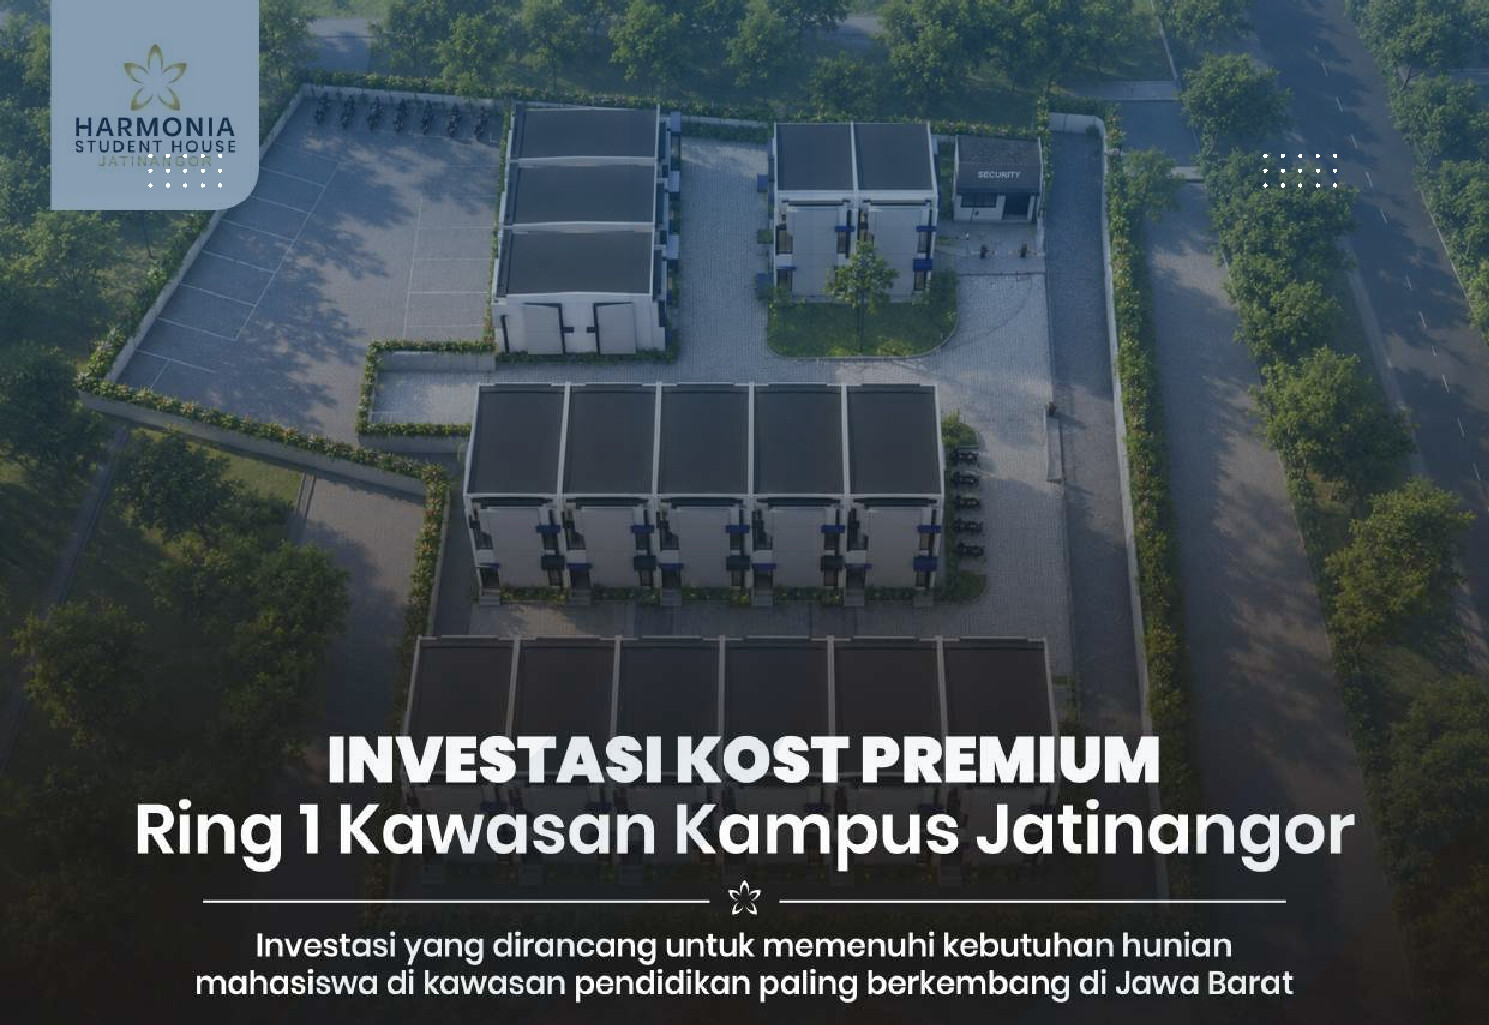 HARMONIA
STUDENT HOUSE
JATINANGOR
SECURITY
INVESTASI KOST PREMIUM
Ring 1 Kawasan Kampus Jatinangor
Investasi yang dirancang untuk memenuhi kebutuhan hunian
mahasiswa di kawasan pendidikan paling berkembang di Jawa Barat